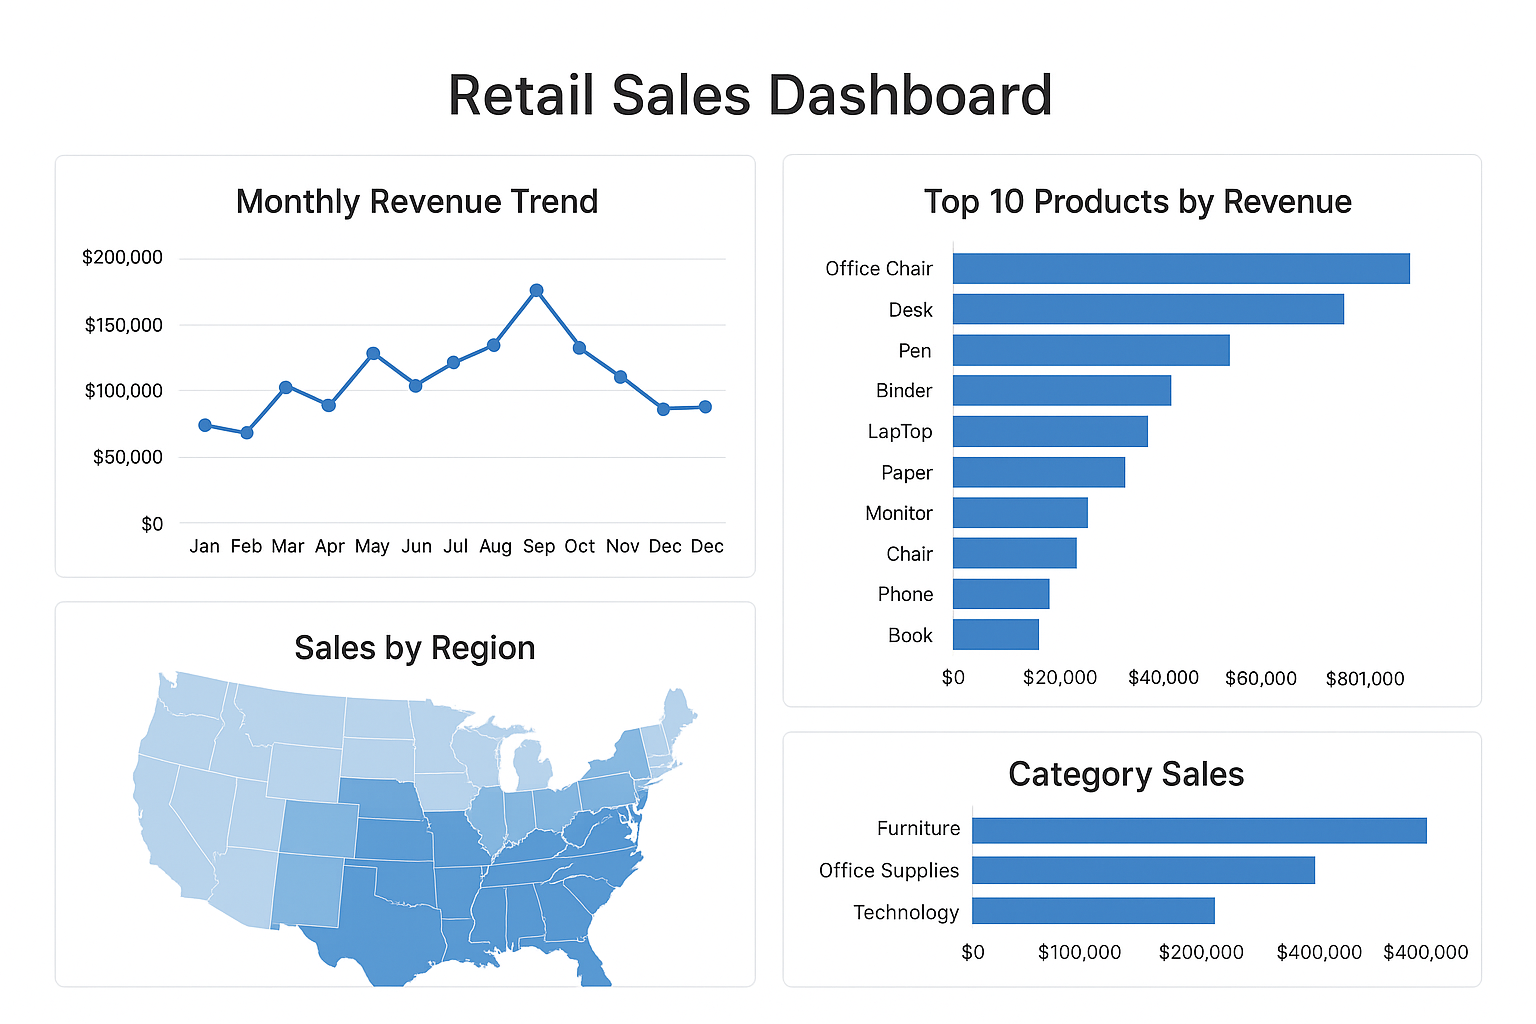 Retail Sales Dashboard
Monthly Revenue Trend
$200,000
$150,000
$100,000
$50,000
$0
Jan Feb Mar Apr May Jun Jul Aug Sep Oct Nov Dec Dec
Top 10 Products by Revenue
Office Chair
Desk
Pen
Binder
LapTop
Paper
Monitor
Chair
Phone
Book
$0 $20,000 $40,000 $60,000 $801,000
Sales by Region
Category Sales
Furniture
Office Supplies
Technology
$0 $100,000 $200,000 $400,000 $400,000